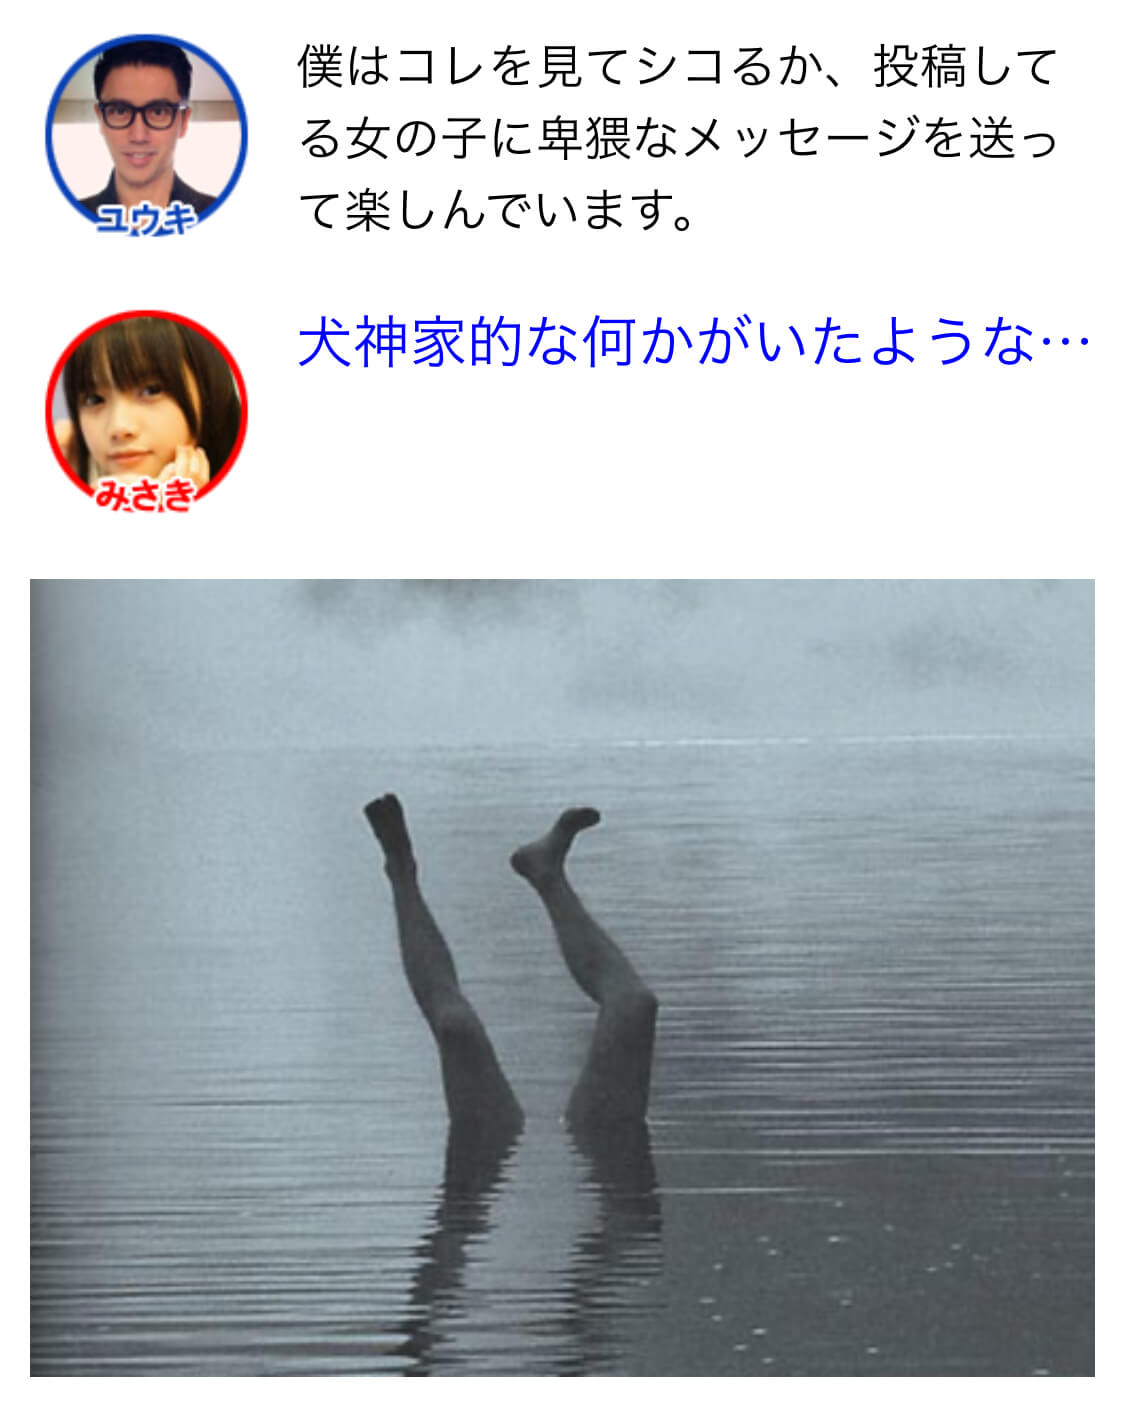 僕はコレを見てシコるか、投稿して
る女の子に卑猥なメッセージを送っ
て楽しんでいます。
ユウキ
犬神家的な何かがいたような…
みさき